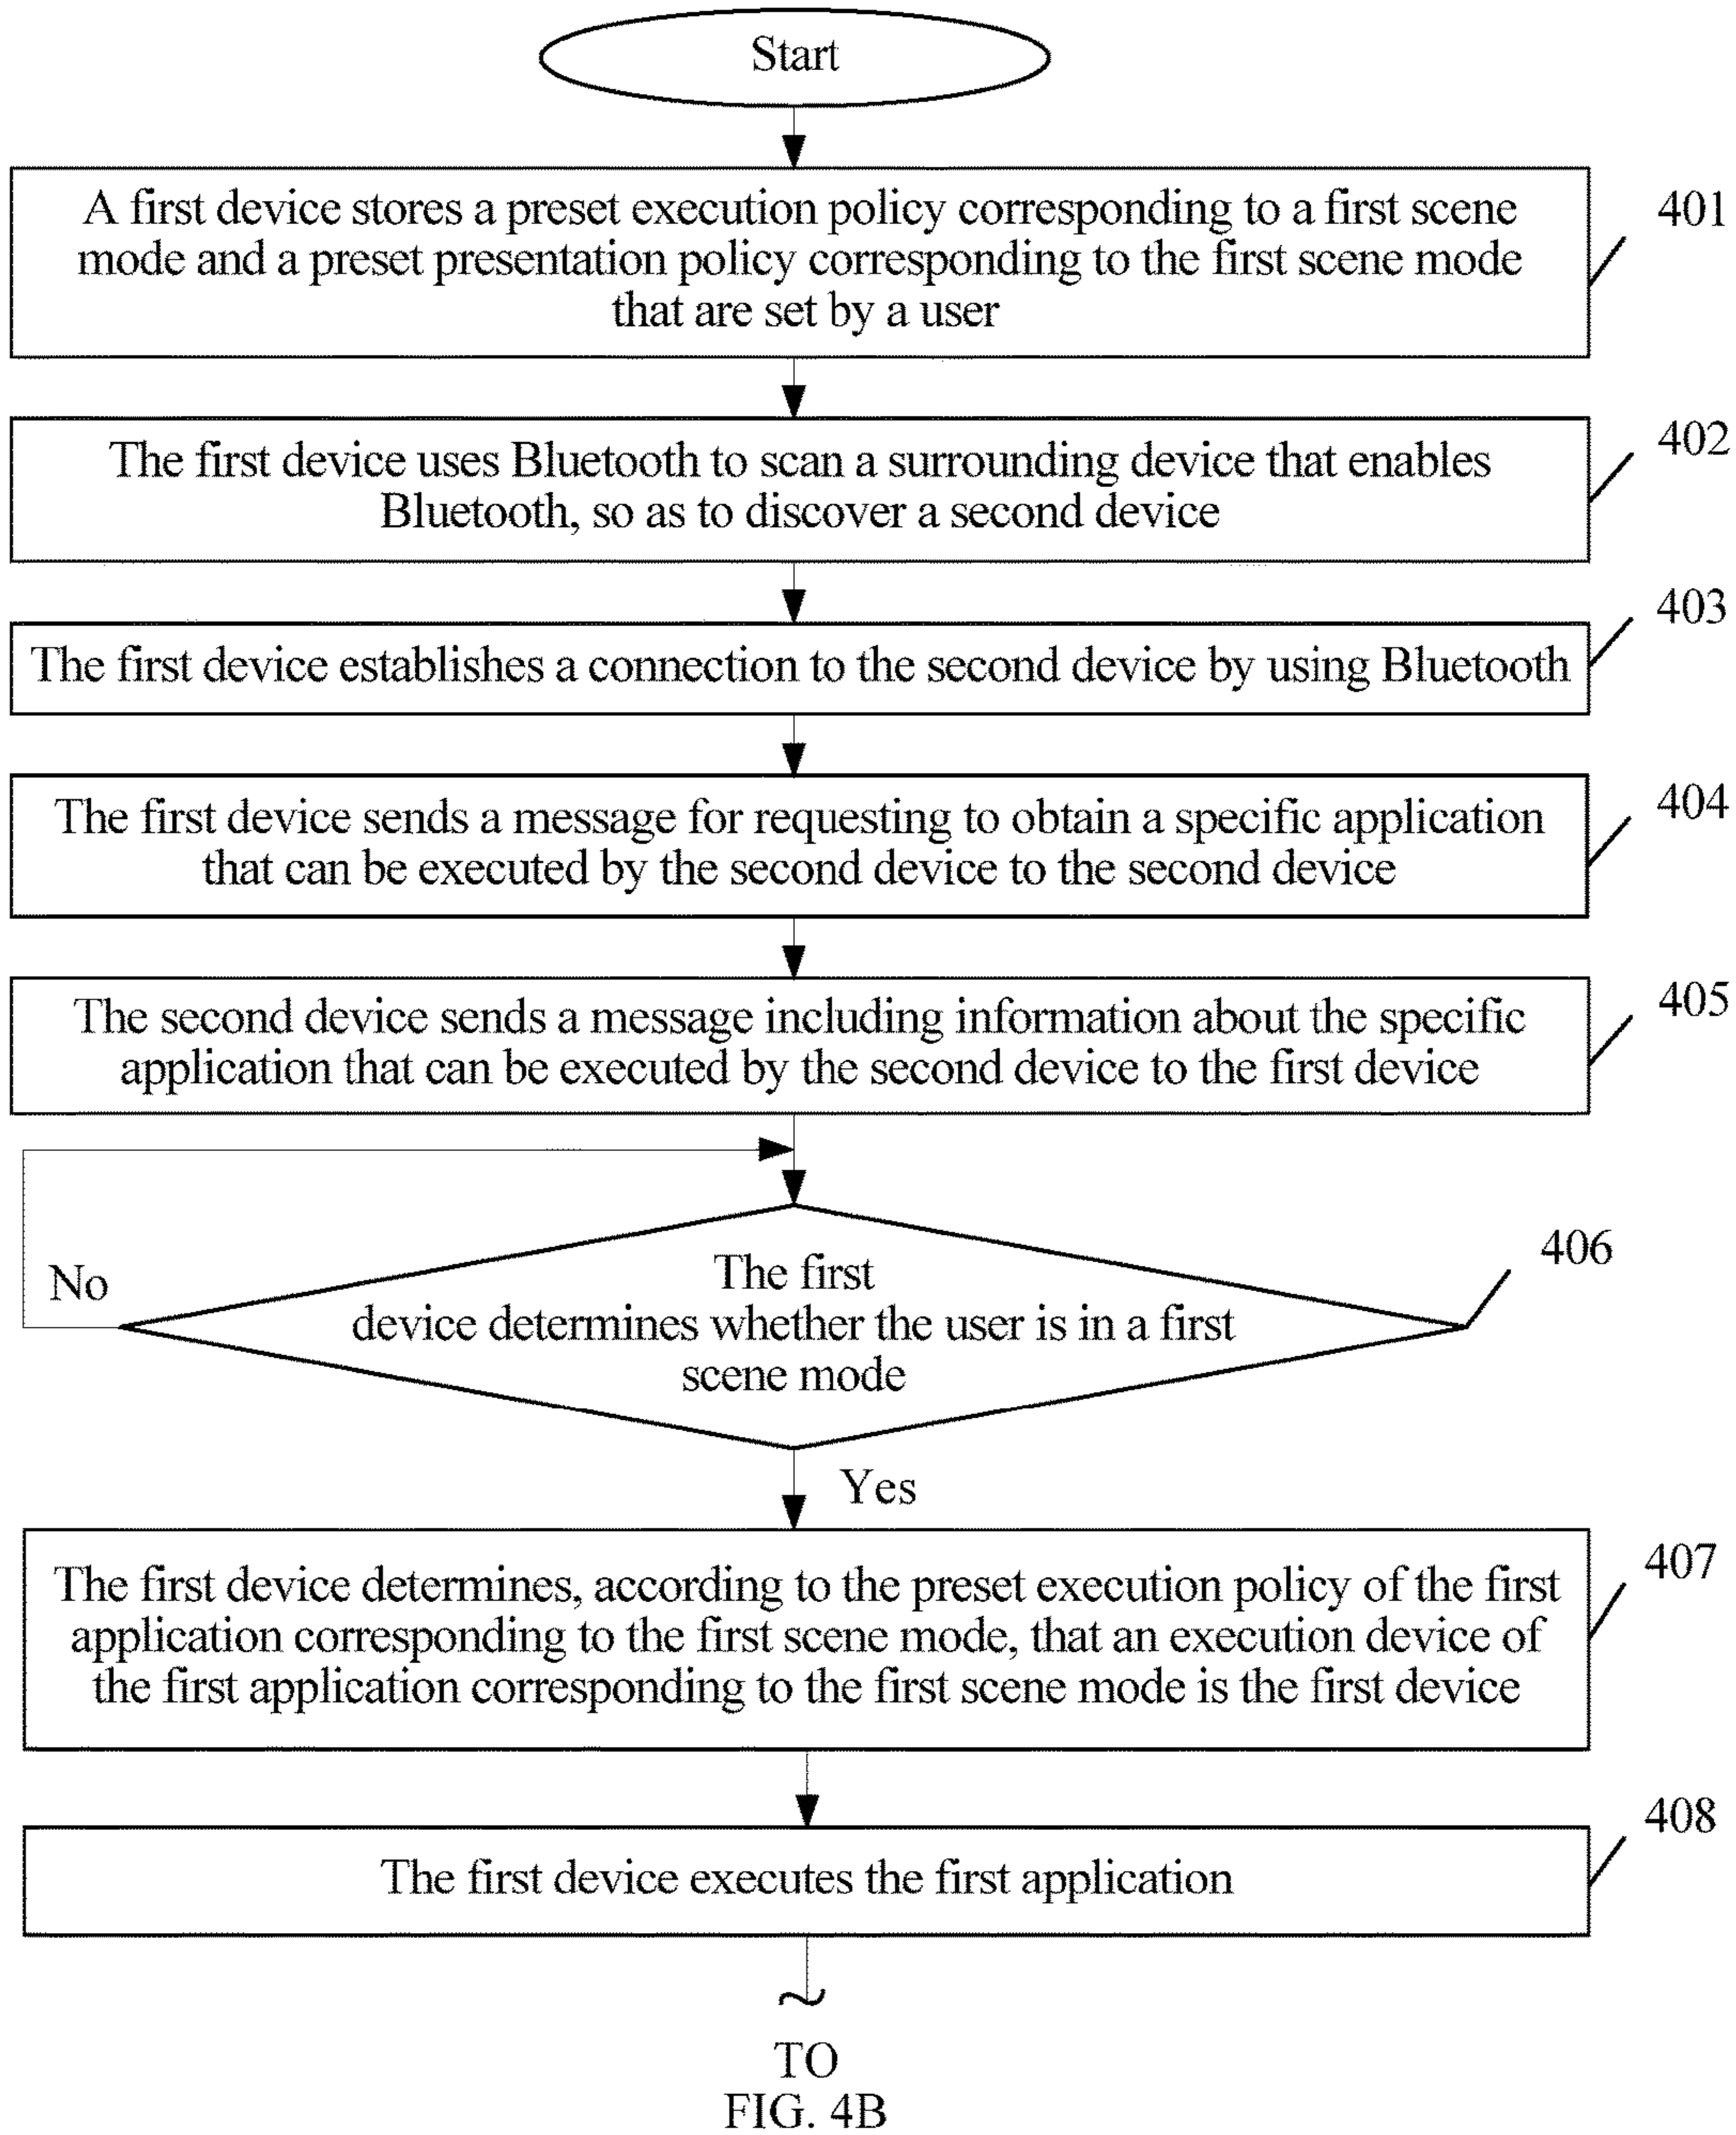 Start
A first device stores a preset execution policy corresponding to a first scene
mode and a preset presentation policy corresponding to the first scene mode
that are set by a user
401
The first device uses Bluetooth to scan a surrounding device that enables
Bluetooth, so as to discover a second device
402
The first device establishes a connection to the second device by using Bluetooth
403
The first device sends a message for requesting to obtain a specific application
that can be executed by the second device to the second device
404
The second device sends a message including information about the specific
application that can be executed by the second device to the first device
405
No
The first
device determines whether the user is in a first
scene mode
406
Yes
The first device determines, according to the preset execution policy of the first
application corresponding to the first scene mode, that an execution device of
the first application corresponding to the first scene mode is the first device
407
The first device executes the first application
408
TO
FIG. 4B